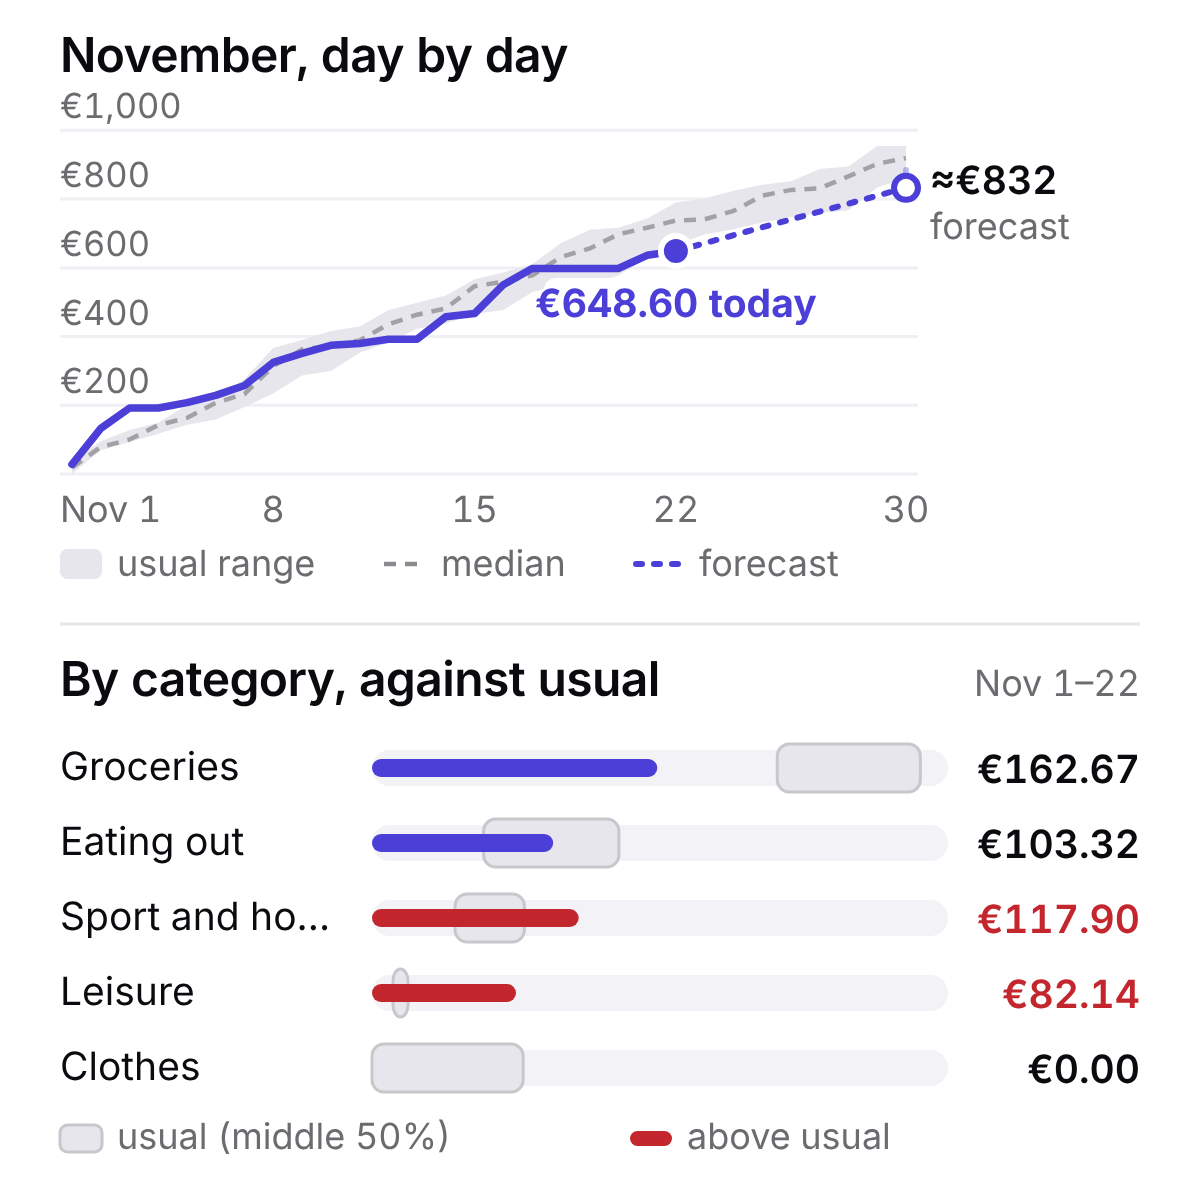 November, day by day
€1,000
€800
€600
€400
€200
≈€832
forecast
€648.60 today
Nov 1 8 15 22 30
usual range median forecast
By category, against usual Nov 1–22
Groceries €162.67
Eating out €103.32
Sport and ho... €117.90
Leisure €82.14
Clothes €0.00
usual (middle 50%) above usual